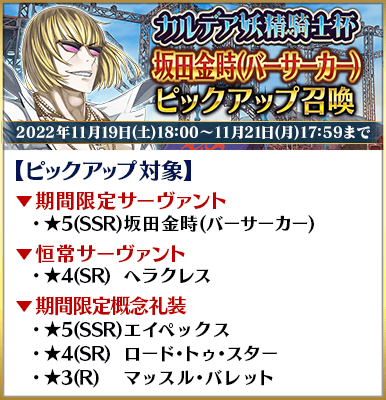 カルデア妖精騎士杯
坂田金時(バーサーカー)
ピックアップ召喚
2022年11月19日(土)18:00～11月21日(月)17:59まで
【ピックアップ対象】
▼期間限定サーヴァント
・★5(SSR)坂田金時(バーサーカー)
▼恒常サーヴァント
・★4(SR) ヘラクレス
▼期間限定概念礼装
・★5(SSR)エイペックス
・★4(SR) ロード・トゥ・スター
・★3(R) マッスル・バレット